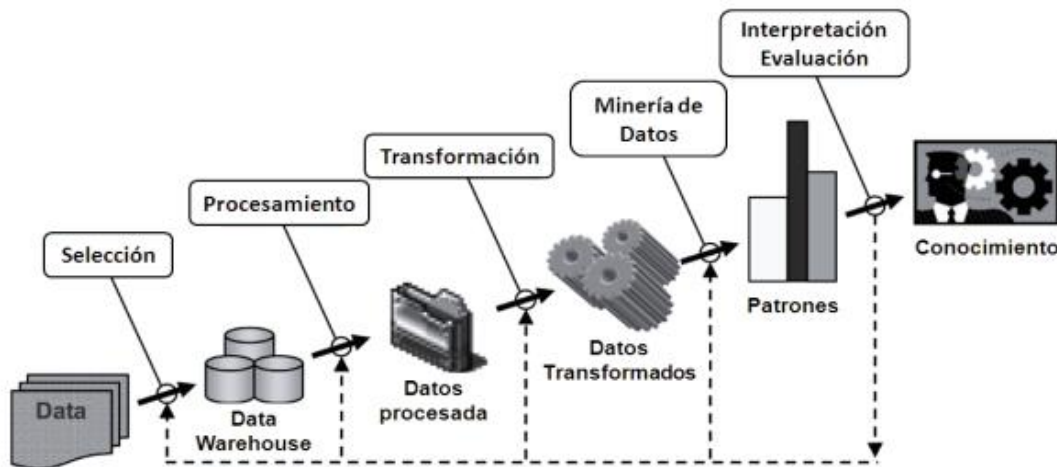 Interpretación
Evaluación
Minería de
Datos
Transformación
Procesamiento
Selección
Data
Data
Warehouse
Datos
procesada
Datos
Transformados
Patrones
Conocimiento